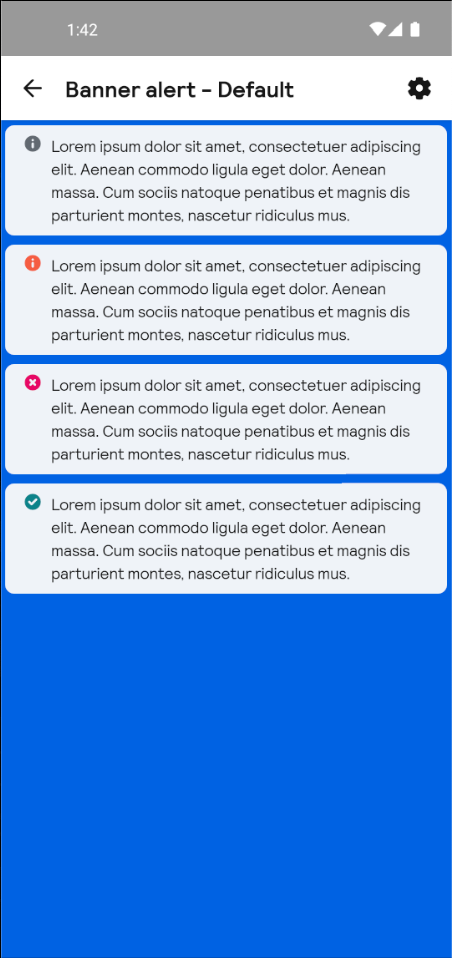 1:42
Banner alert - Default
Lorem ipsum dolor sit amet, consectetuer adipiscing
elit. Aenean commodo ligula eget dolor. Aenean
massa. Cum sociis natoque penatibus et magnis dis
parturient montes, nascetur ridiculus mus.
Lorem ipsum dolor sit amet, consectetuer adipiscing
elit. Aenean commodo ligula eget dolor. Aenean
massa. Cum sociis natoque penatibus et magnis dis
parturient montes, nascetur ridiculus mus.
Lorem ipsum dolor sit amet, consectetuer adipiscing
elit. Aenean commodo ligula eget dolor. Aenean
massa. Cum sociis natoque penatibus et magnis dis
parturient montes, nascetur ridiculus mus.
Lorem ipsum dolor sit amet, consectetuer adipiscing
elit. Aenean commodo ligula eget dolor. Aenean
massa. Cum sociis natoque penatibus et magnis dis
parturient montes, nascetur ridiculus mus.